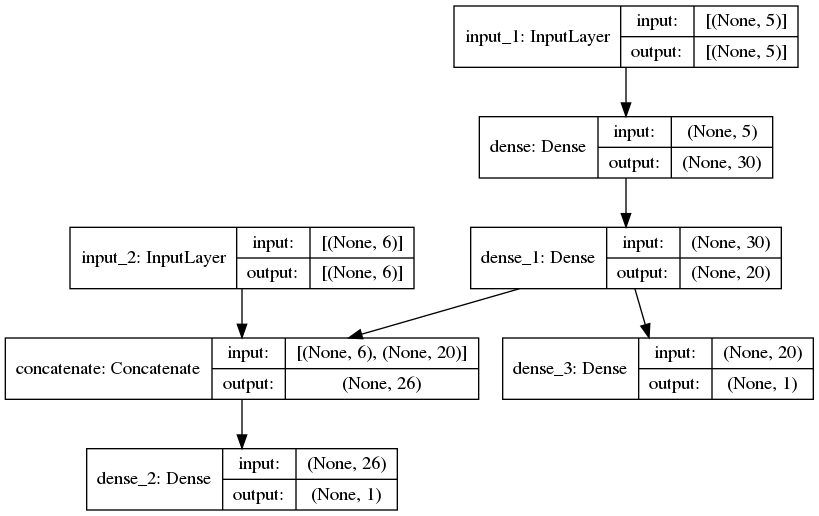 input_1: InputLayer
input: [(None, 5)]
output: [(None, 5)]
dense: Dense
input: (None, 5)
output: (None, 30)
input_2: InputLayer
input: [(None, 6)]
output: [(None, 6)]
dense_1: Dense
input: (None, 30)
output: (None, 20)
concatenate: Concatenate
input: [(None, 6), (None, 20)]
output: (None, 26)
dense_3: Dense
input: (None, 20)
output: (None, 1)
dense_2: Dense
input: (None, 26)
output: (None, 1)